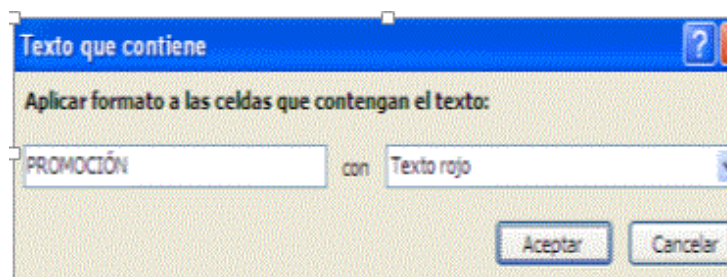 Texto que contiene
?
Aplicar formato a las celdas que contengan el texto:
PROMOCIÓN con Texto rojo
Aceptar Cancelar